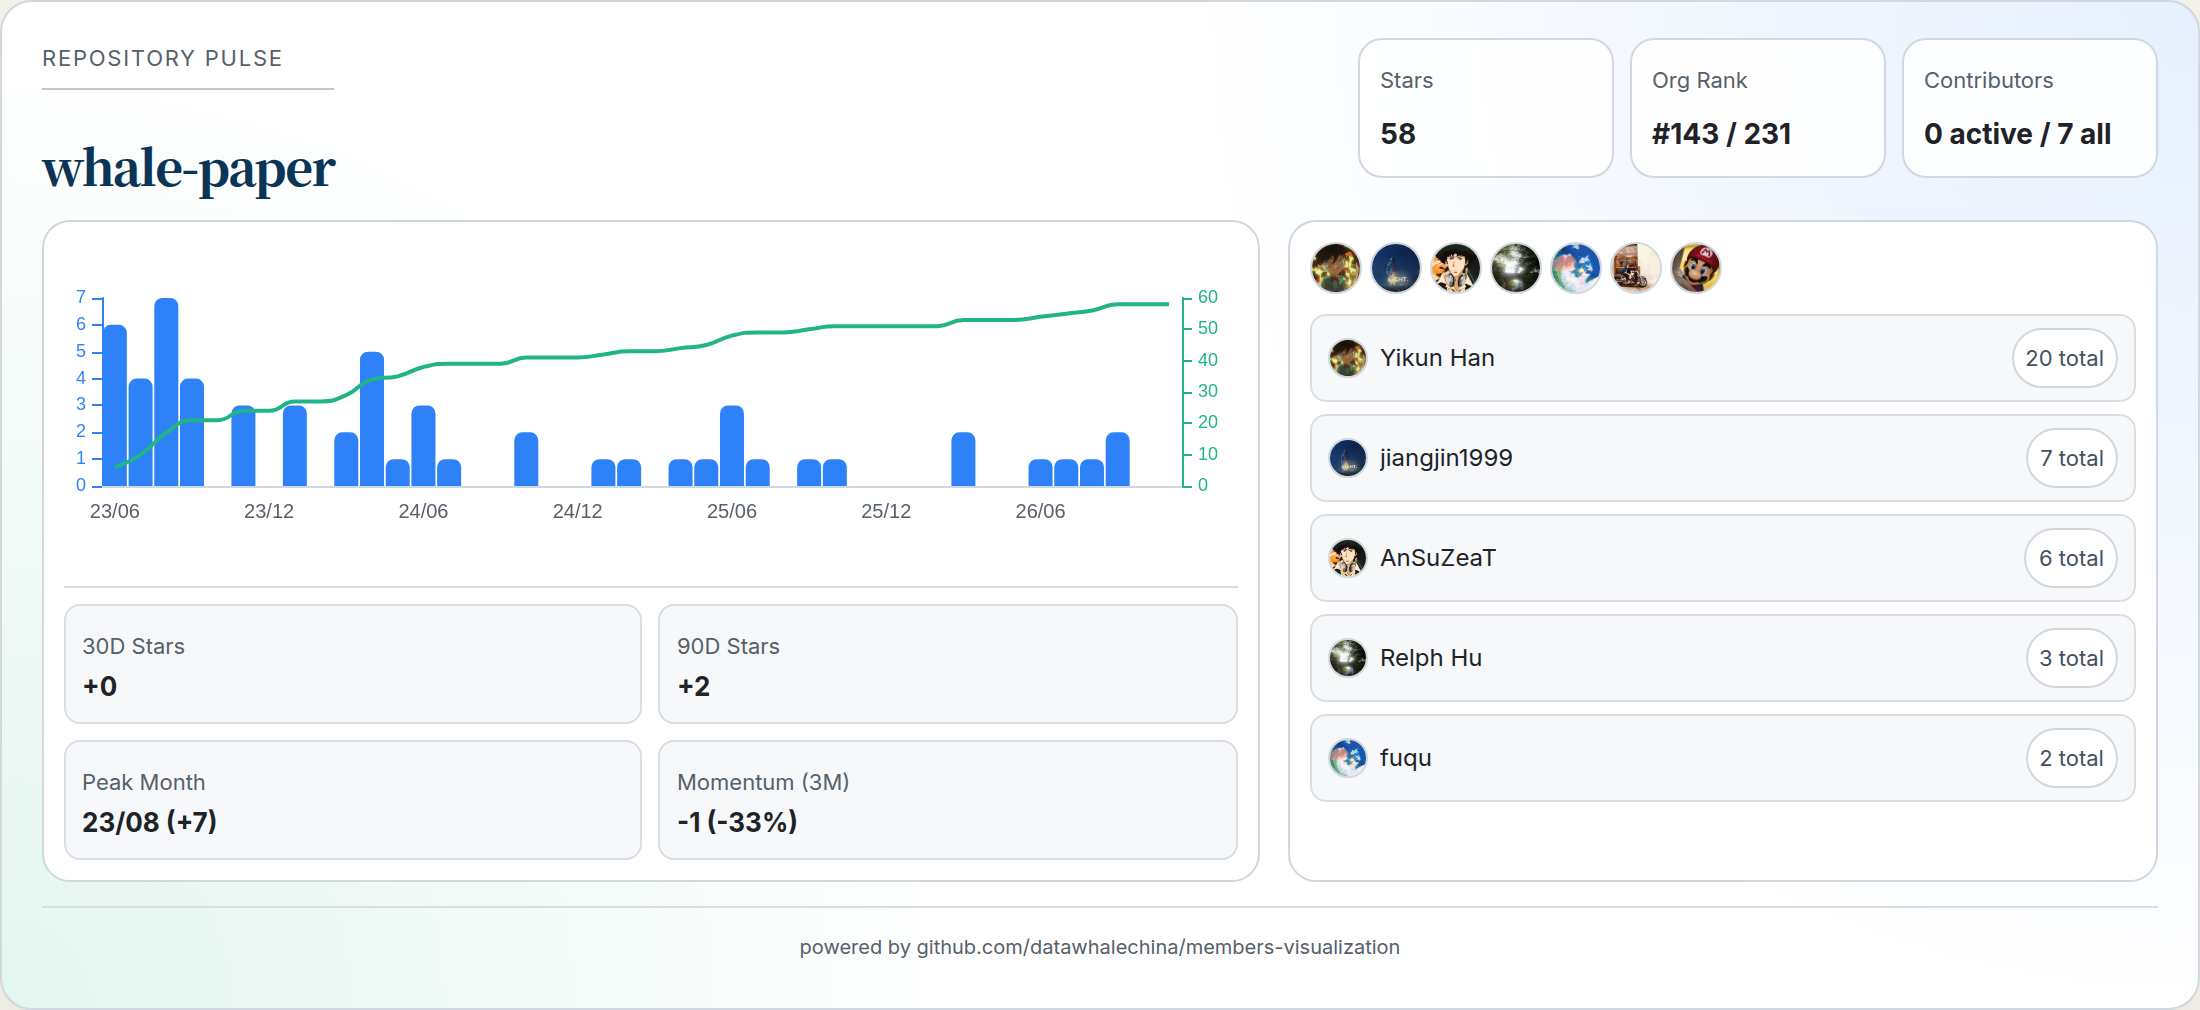 REPOSITORY PULSE
whale-paper
Stars
58
Org Rank
#143 / 231
Contributors
0 active / 7 all
7
6
5
4
3
2
1
0
60
50
40
30
20
10
0
23/06
23/12
24/06
24/12
25/06
25/12
26/06
30D Stars
+0
90D Stars
+2
Peak Month
23/08 (+7)
Momentum (3M)
-1 (-33%)
Yikun Han
20 total
jiangjin1999
7 total
AnSuZeaT
6 total
Relph Hu
3 total
fuqu
2 total
powered by github.com/datawhalechina/members-visualization